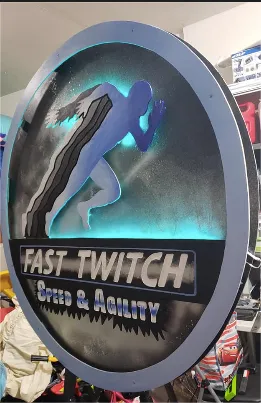 FAST TWITCH
SPEED & AGILITY